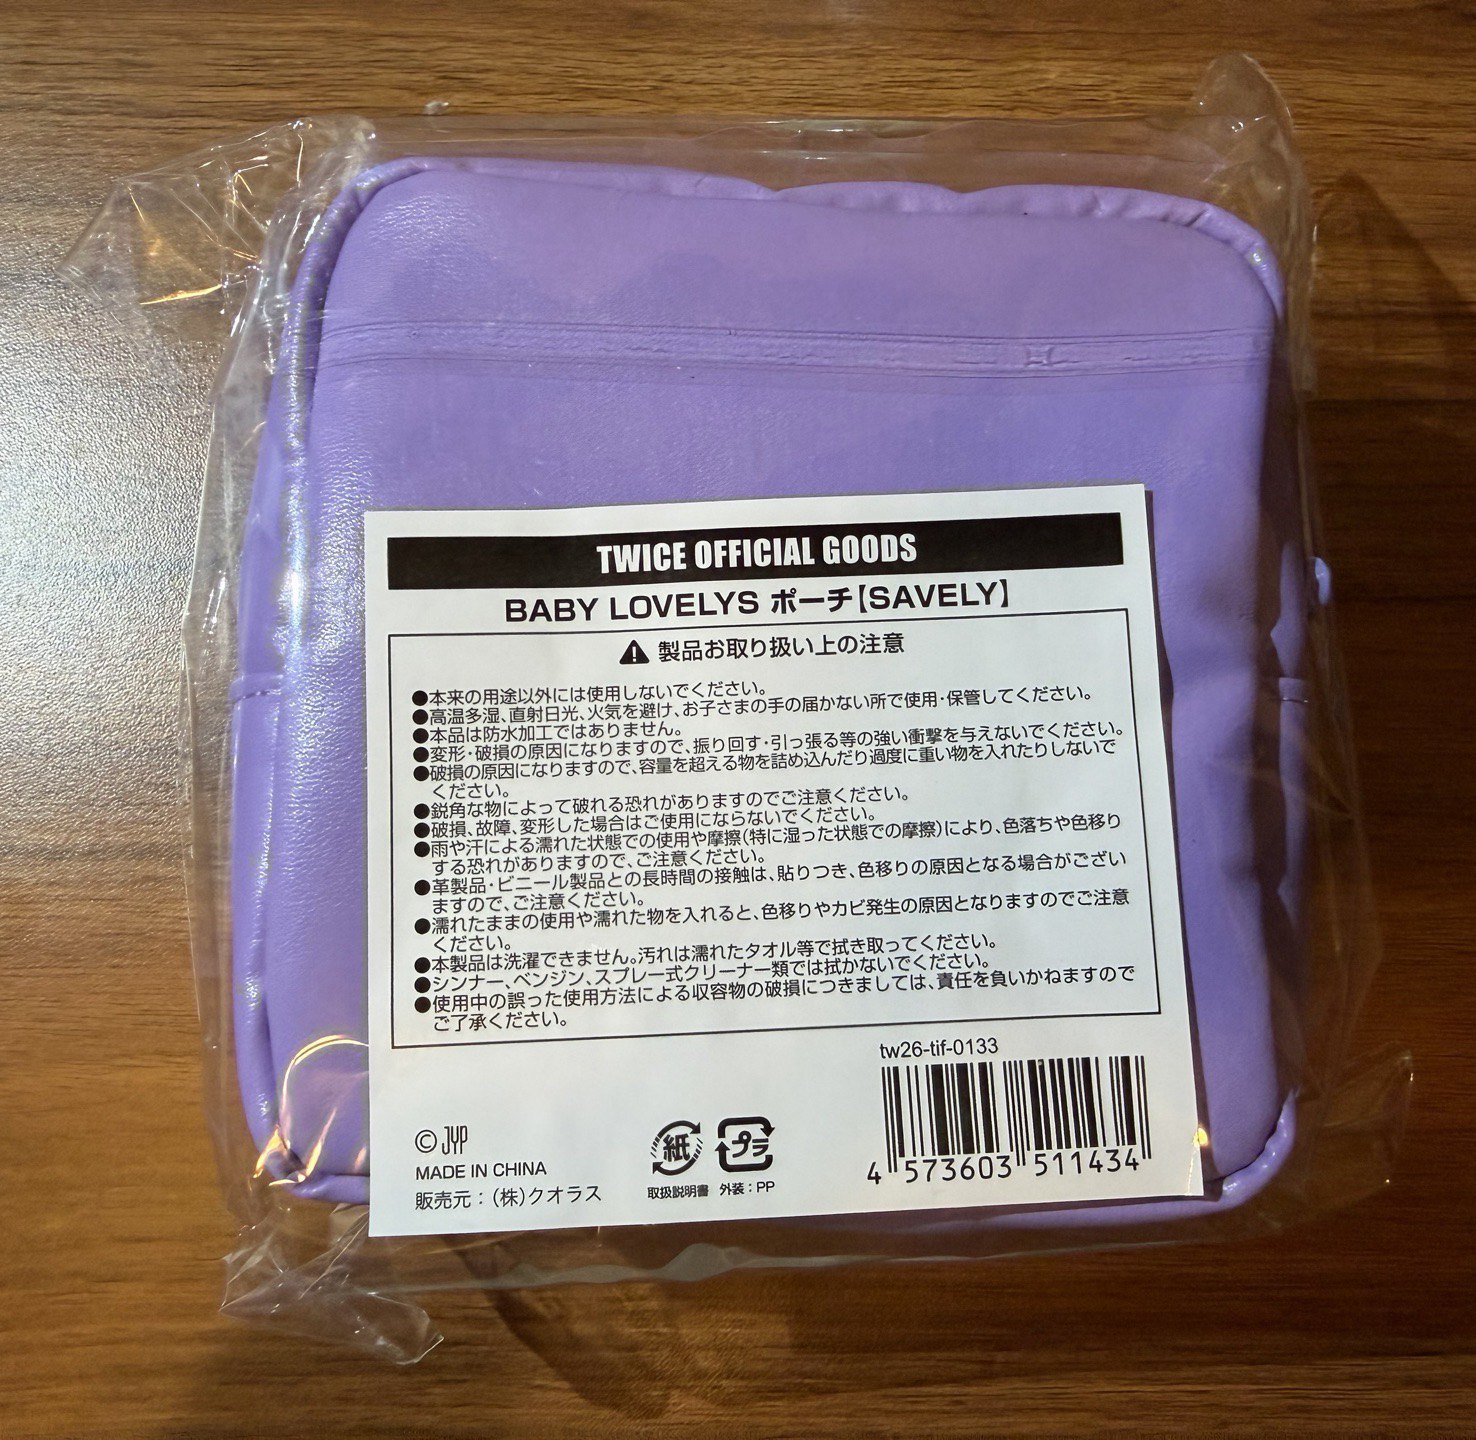 TWICE OFFICIAL GOODS
BABY LOVELYS ポーチ【SAVELY】
製品お取り扱い上の注意
●本来の用途以外には使用しないでください。
●高温多湿、直射日光、火気を避け、お子さまの手の届かない所で使用・保管してください。
●本品は防水加工ではありません。
●変形・破損の原因になりますので、振り回す・引っ張る等の強い衝撃を与えないでください。
●破損の原因になりますので、容量を超える物を詰め込んだり過度に重い物を入れたりしないで
ください。
●鋭角な物によって破れる恐れがありますのでご注意ください。
●破損、故障、変形した場合はご使用にならないでください。
●雨や汗による濡れた状態での使用や摩擦(特に湿った状態での摩擦)により、色落ちや色移り
する恐れがありますので、ご注意ください。
●革製品・ビニール製品との長時間の接触は、貼りつき、色移りの原因となる場合がござい
ますので、ご注意ください。
●濡れたままの使用や濡れた物を入れると、色移りやカビ発生の原因となりますのでご注意
ください。
●本製品は洗濯できません。汚れは濡れたタオル等で拭き取ってください。
●シンナー、ベンジン、スプレー式クリーナー類では拭かないでください。
●使用中の誤った使用方法による収容物の破損につきましては、責任を負いかねますので
ご了承ください。
tw26-tif-0133
4 573603 511434
© JYP
MADE IN CHINA
販売元：(株)クオラス
紙
取扱説明書
プラ
外装：PP